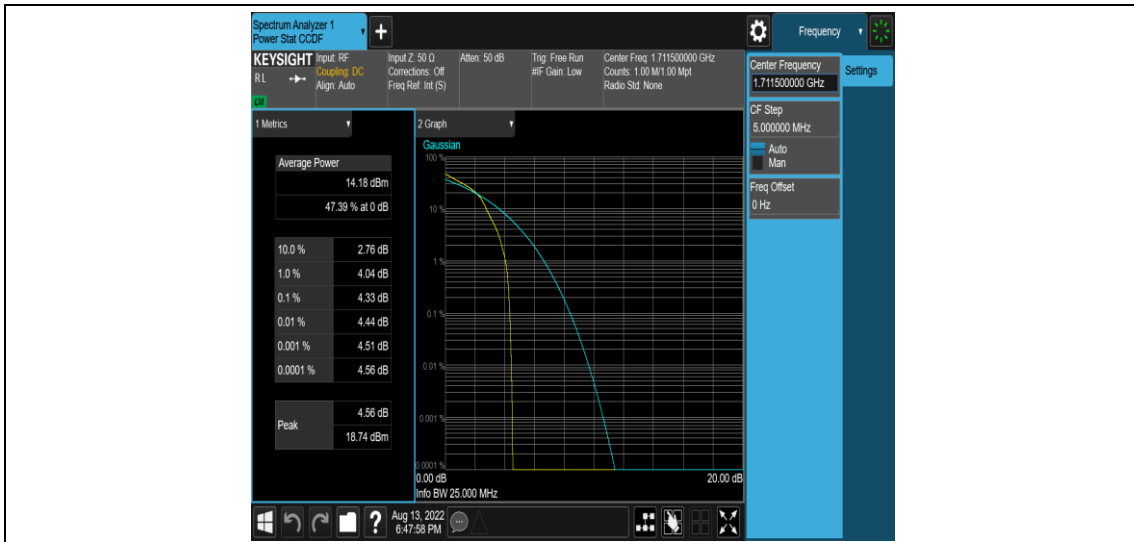 Spectrum Analyzer 1
Power Stat CCDF
+
Frequency
KEYSIGHT
RL
LXI
Input: RF
Coupling: DC
Align: Auto
Input Z: 50 Ω
Corrections: Off
Freq Ref: Int (S)
Atten: 50 dB
Trig: Free Run
#IF Gain: Low
Center Freq: 1.711500000 GHz
Counts: 1.00 M/1.00 Mpt
Radio Std: None
Center Frequency
1.711500000 GHz
Settings
CF Step
5.000000 MHz
Auto
Man
Freq Offset
0 Hz
1 Metrics
Average Power
14.18 dBm
47.39 % at 0 dB
10.0 % 2.76 dB
1.0 % 4.04 dB
0.1 % 4.33 dB
0.01 % 4.44 dB
0.001 % 4.51 dB
0.0001 % 4.56 dB
Peak
4.56 dB
18.74 dBm
2 Graph
Gaussian
100 %
10 %
1 %
0.1 %
0.01 %
0.001 %
0.0001 %
0.00 dB 20.00 dB
Info BW 25.000 MHz
?
Aug 13, 2022
6:47:58 PM